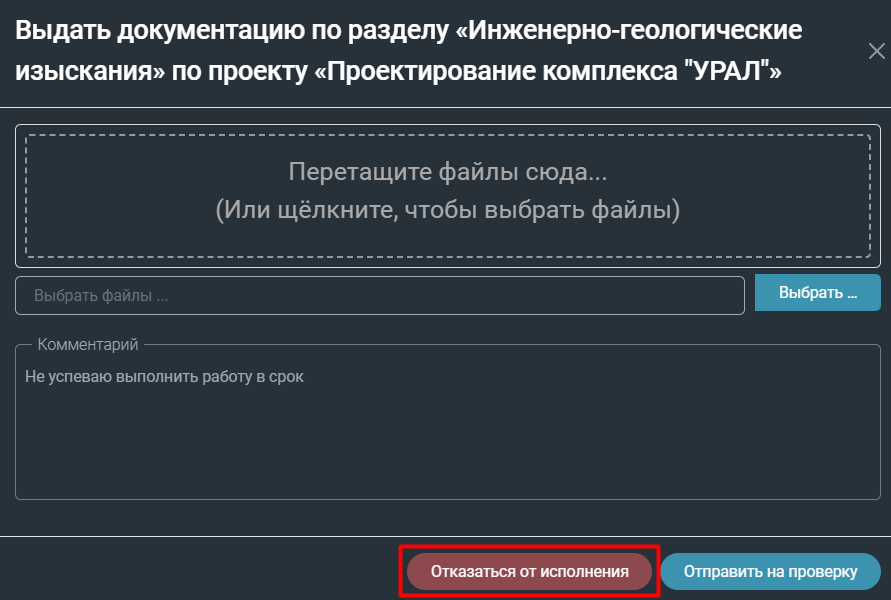 Выдать документацию по разделу «Инженерно-геологические
изыскания» по проекту «Проектирование комплекса "УРАЛ"»
Перетащите файлы сюда...
(Или щёлкните, чтобы выбрать файлы)
Выбрать файлы ...
Выбрать ...
Комментарий
Не успеваю выполнить работу в срок
Отказаться от исполнения
Отправить на проверку